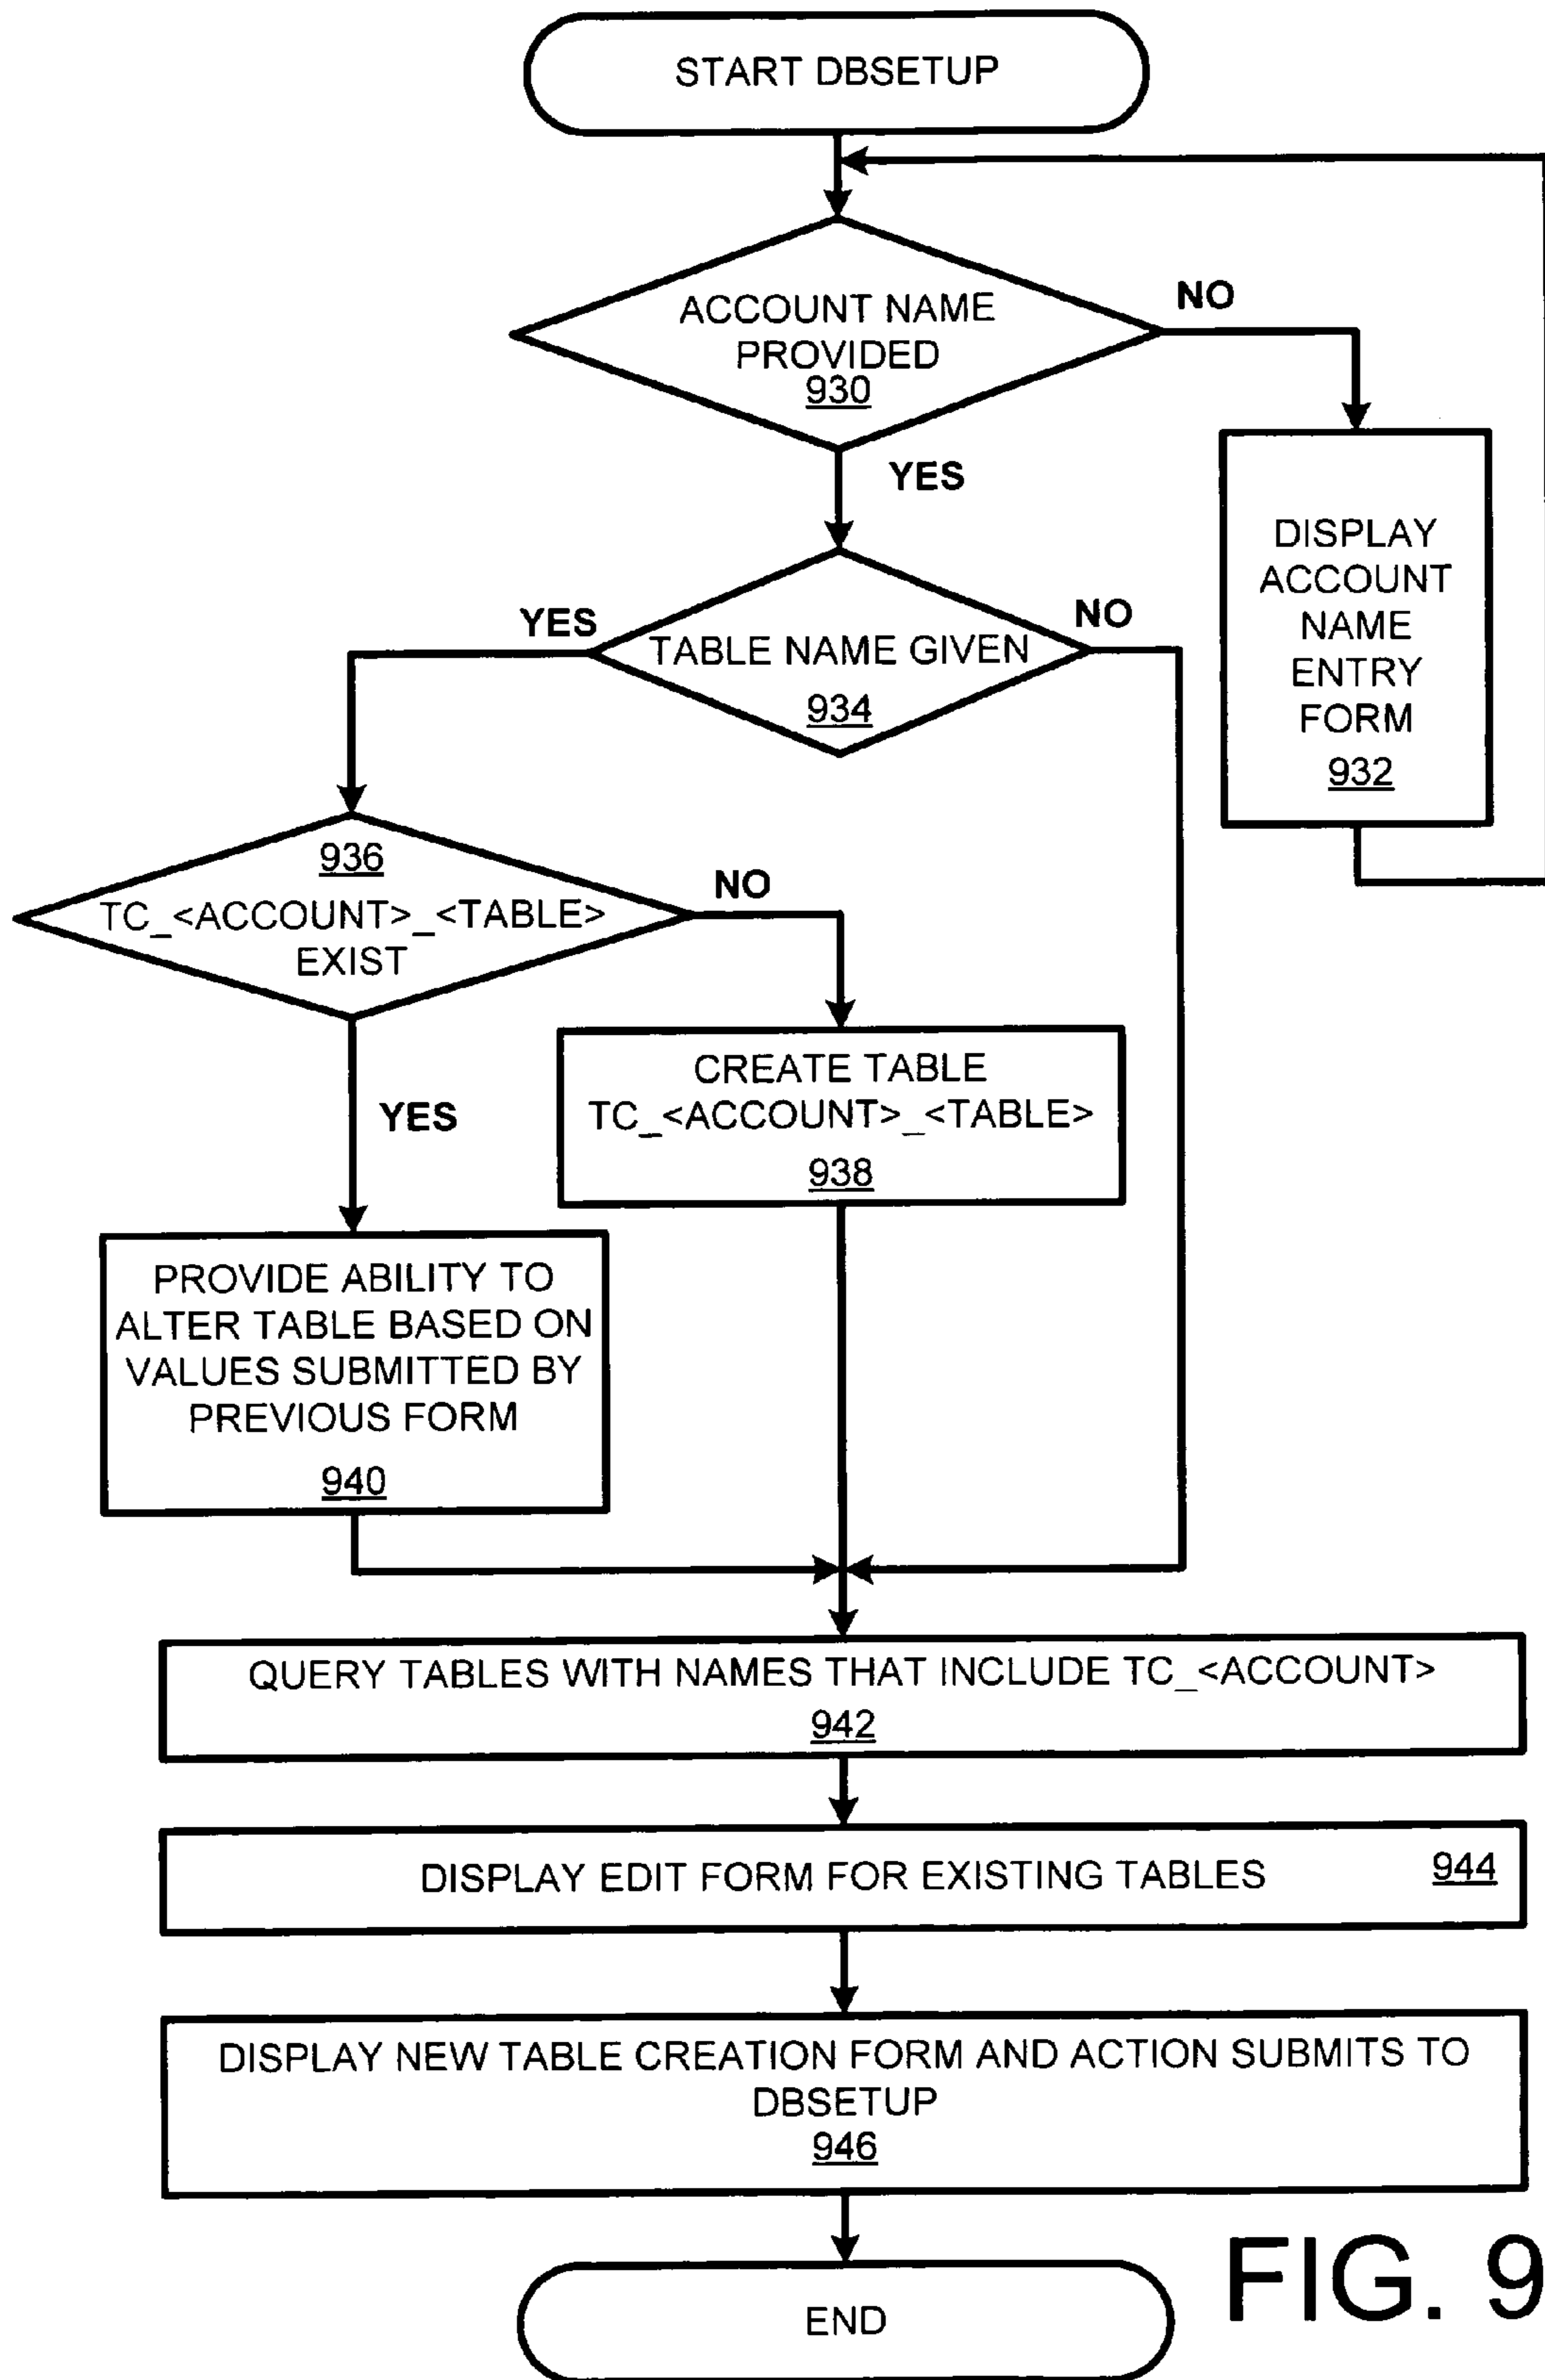 START DBSETUP
ACCOUNT NAME
PROVIDED
930
NO
YES
DISPLAY
ACCOUNT
NAME
ENTRY
FORM
932
YES
NO
TABLE NAME GIVEN
934
936
TC_<ACCOUNT>_<TABLE>
EXIST
NO
YES
CREATE TABLE
TC_<ACCOUNT>_<TABLE>
938
PROVIDE ABILITY TO
ALTER TABLE BASED ON
VALUES SUBMITTED BY
PREVIOUS FORM
940
QUERY TABLES WITH NAMES THAT INCLUDE TC_<ACCOUNT>
942
DISPLAY EDIT FORM FOR EXISTING TABLES
944
DISPLAY NEW TABLE CREATION FORM AND ACTION SUBMITS TO
DBSETUP
946
END
FIG. 9